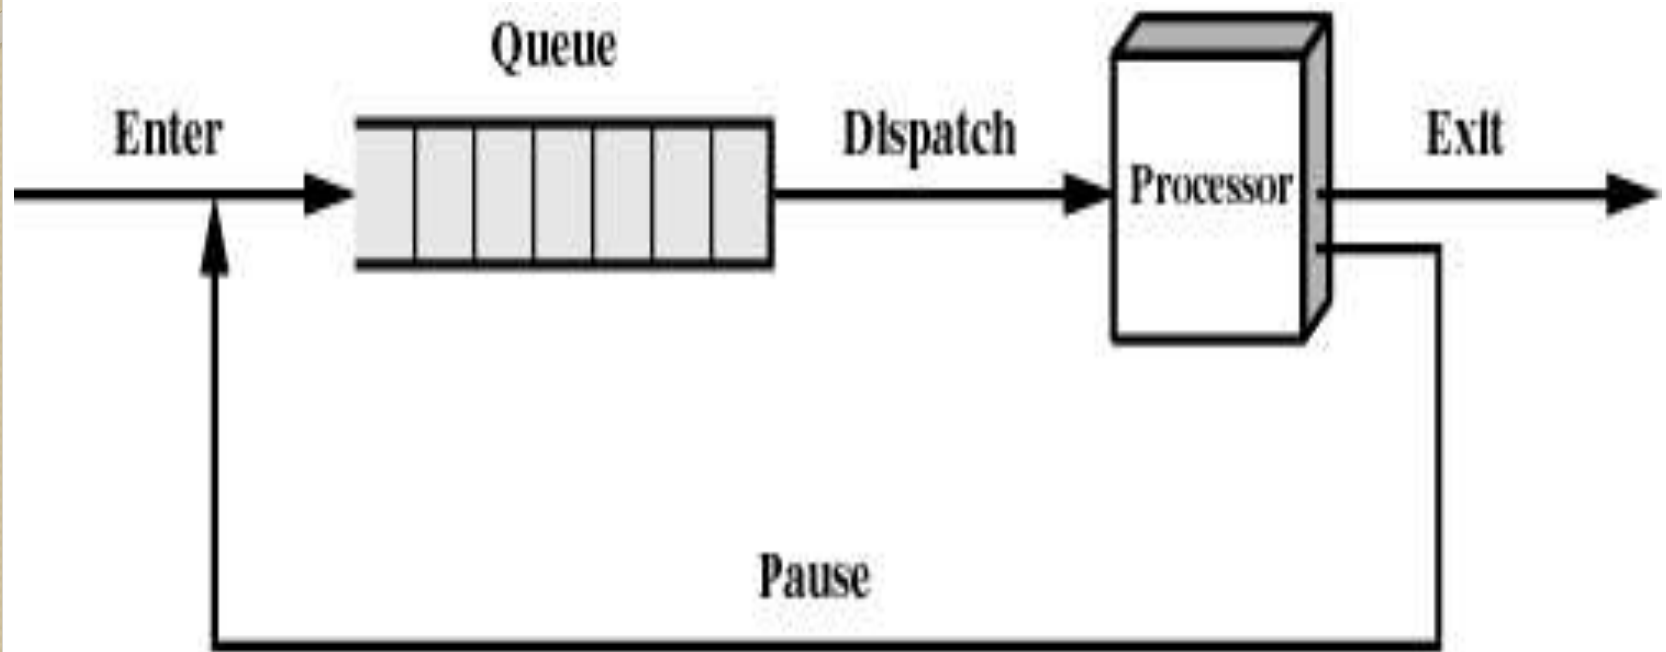 Queue
Enter
Dispatch
Processor
Exit
Pause